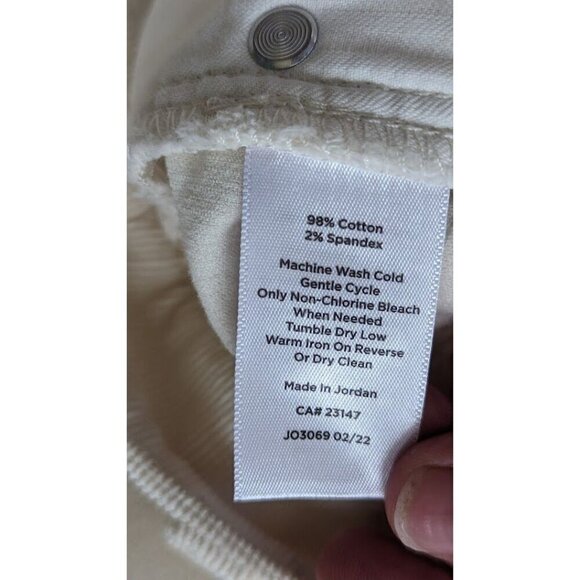 98% Cotton
2% Spandex
Machine Wash Cold
Gentle Cycle
Only Non-Chlorine Bleach
When Needed
Tumble Dry Low
Warm Iron On Reverse
Or Dry Clean
Made In Jordan
CA# 23147
JO3069 02/22